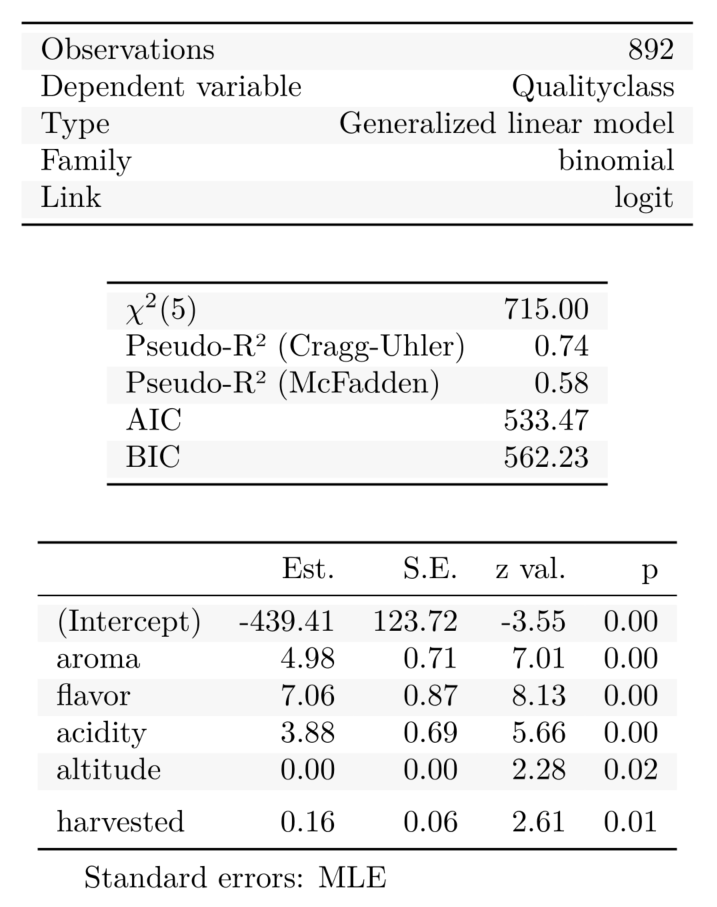 Observations 892
Dependent variable Qualityclass
Type Generalized linear model
Family binomial
Link logit
χ²(5) 715.00
Pseudo-R² (Cragg-Uhler) 0.74
Pseudo-R² (McFadden) 0.58
AIC 533.47
BIC 562.23
Est. S.E. z val. p
(Intercept) -439.41 123.72 -3.55 0.00
aroma 4.98 0.71 7.01 0.00
flavor 7.06 0.87 8.13 0.00
acidity 3.88 0.69 5.66 0.00
altitude 0.00 0.00 2.28 0.02
harvested 0.16 0.06 2.61 0.01
Standard errors: MLE